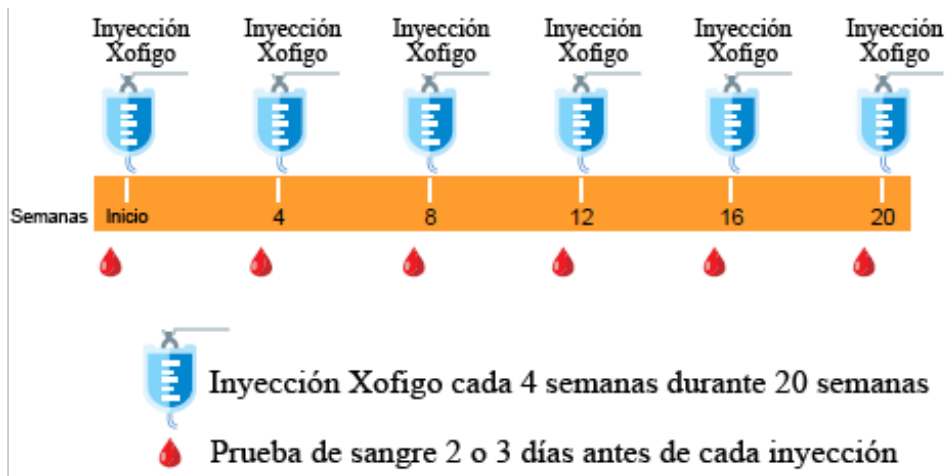 Inyección Inyección Inyección Inyección Inyección Inyección
Xofigo Xofigo Xofigo Xofigo Xofigo Xofigo
Semanas Inicio 4 8 12 16 20
Inyección Xofigo cada 4 semanas durante 20 semanas
Prueba de sangre 2 o 3 días antes de cada inyección